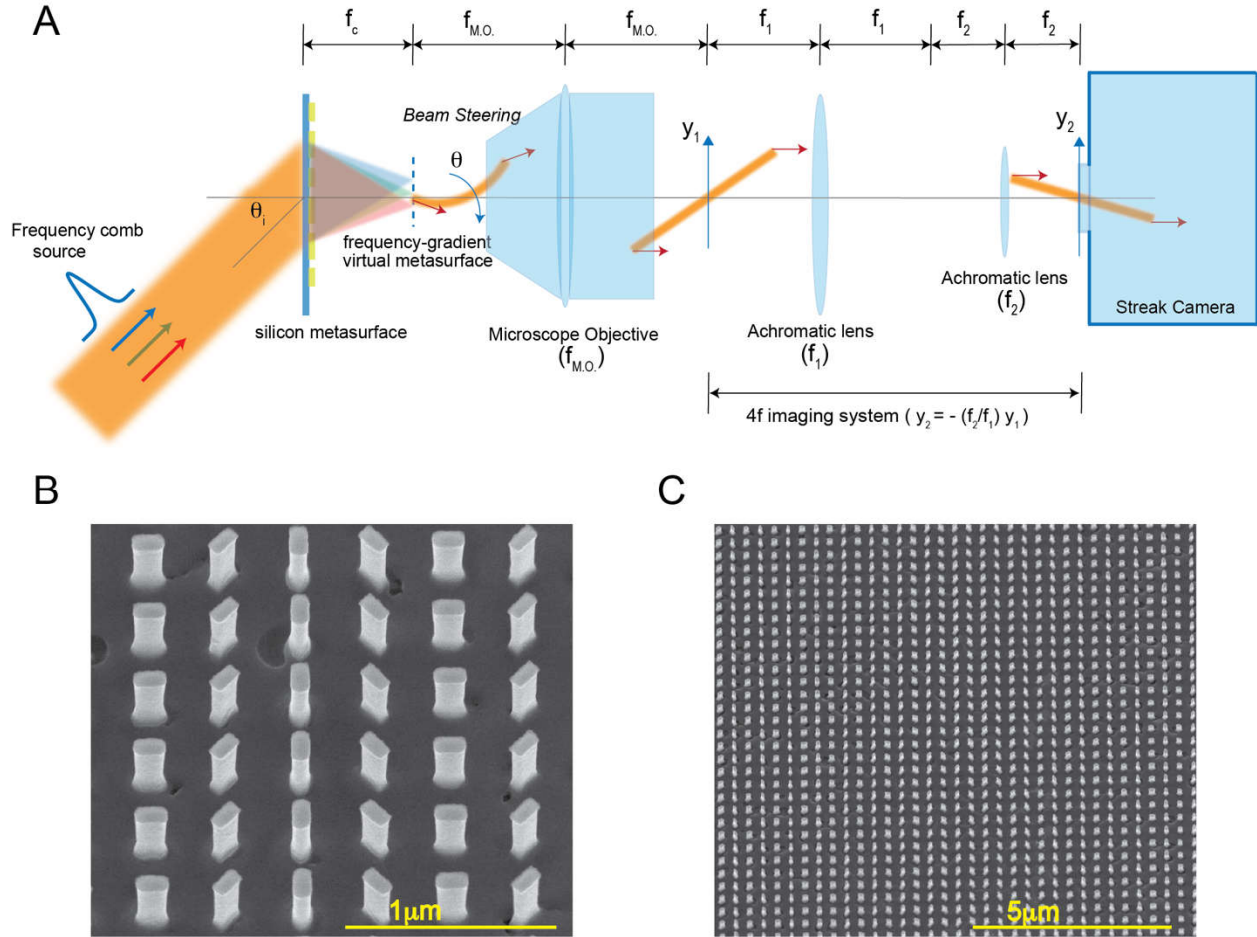 A
f_c
f_M.O.
f_M.O.
f_1
f_1
f_2
f_2
Beam Steering
θ
y_1
y_2
θ_i
Frequency comb
source
frequency-gradient
virtual metasurface
silicon metasurface
Microscope Objective
(f_M.O.)
Achromatic lens
(f_1)
Achromatic lens
(f_2)
Streak Camera
4f imaging system ( y_2 = - (f_2/f_1) y_1 )
B
C
1μm
5μm